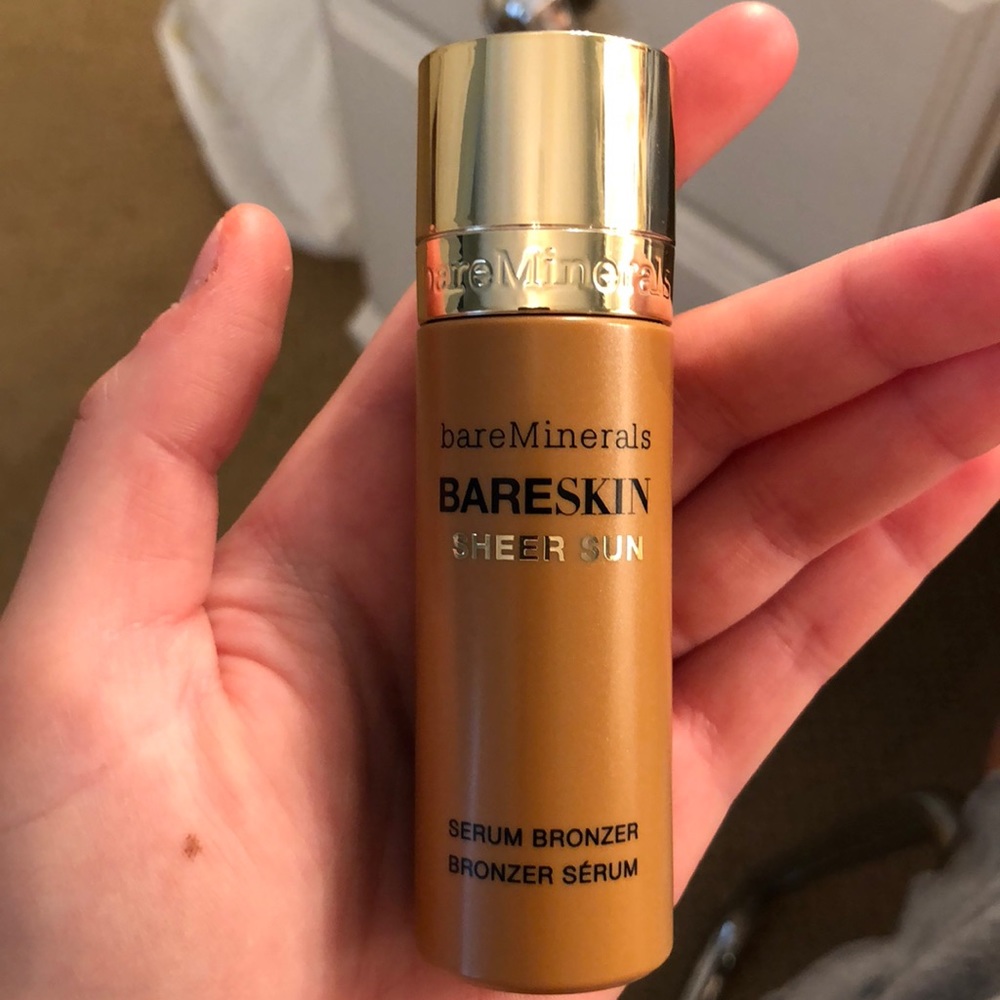 bareMinerals
bareMinerals
BARESKIN
SHEER SUN
SERUM BRONZER
BRONZER SÉRUM